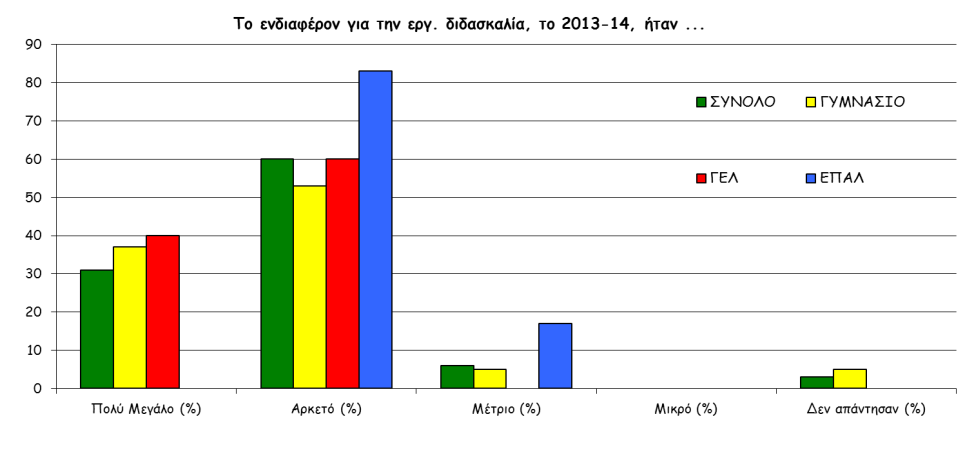 Το ενδιαφέρον για την εργ. διδασκαλία, το 2013-14, ήταν ...
90
80
70
60
50
40
30
20
10
0
ΣΥΝΟΛΟ ΓΥΜΝΑΣΙΟ
ΓΕΛ ΕΠΑΛ
Πολύ Μεγάλο (%) Αρκετό (%) Μέτριο (%) Μικρό (%) Δεν απάντησαν (%)